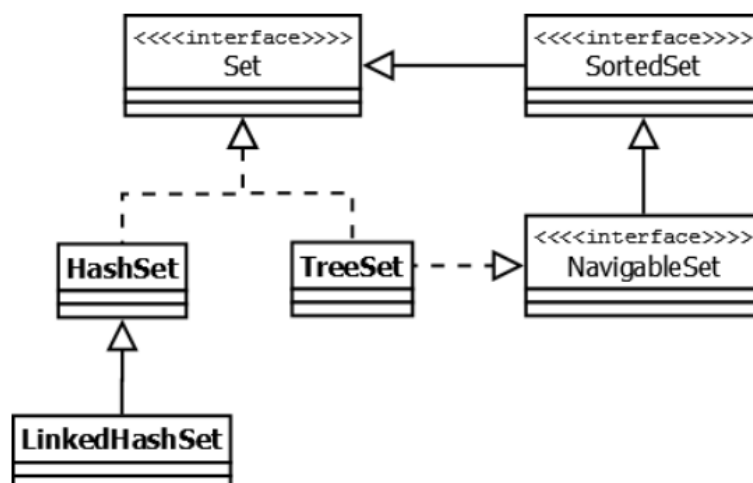 <<<<interface>>>>
Set
<<<<interface>>>>
SortedSet
HashSet
TreeSet
<<<<interface>>>>
NavigableSet
LinkedHashSet